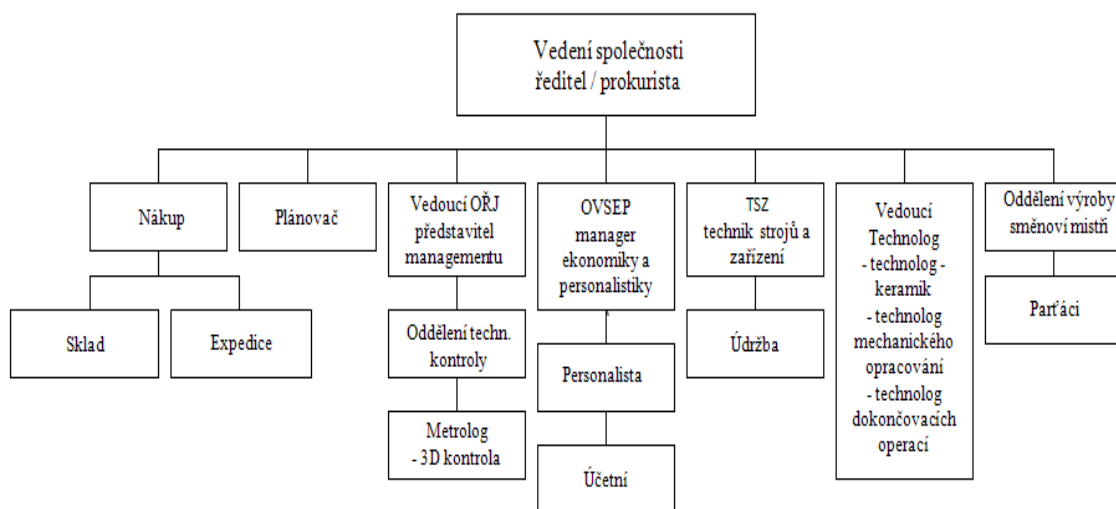 Vedení společnosti
ředitel / prokurista
Nákup
Plánovač
Vedoucí OŘJ
představitel
managementu
OVSEP
manager
ekonomiky a
personalistiky
TSZ
technik strojů a
zařízení
Vedoucí
Technolog
- technolog -
keramik
- technolog
mechanického
opracování
- technolog
dokončovacích
operací
Oddělení výroby
směnoví mistři
Sklad
Expedice
Oddělení techn.
kontroly
Personalista
Údržba
Parťáci
Metrolog
- 3D kontrola
Účetní